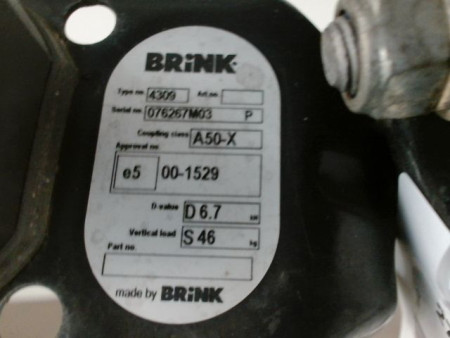 BRiNK
Type no. 4309 Art.no.
Serial no 076267M03 P
Coupling class A50-X
Approval no.
e5 00-1529
D-value D 6.7 kN
Vertical load S 46 kg
Part no.
made by BRiNK